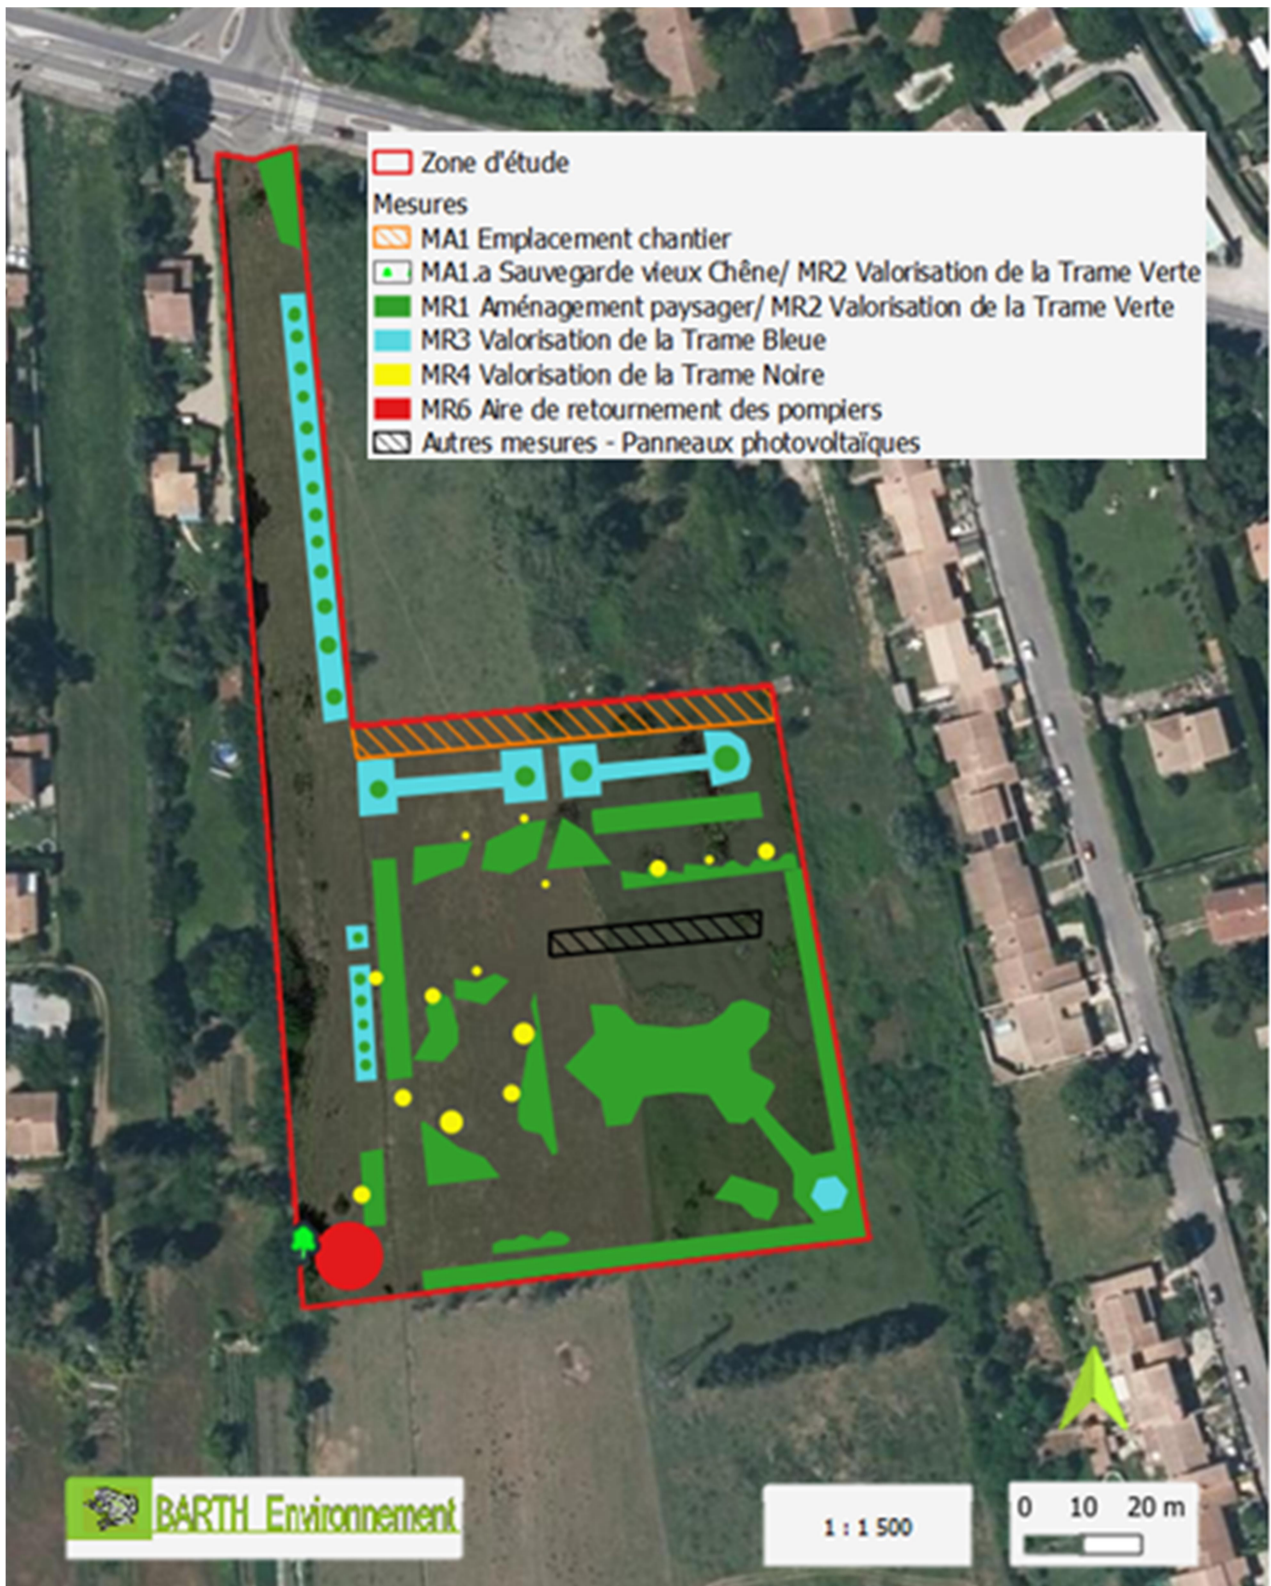 Zone d'étude
Mesures
MA1 Emplacement chantier
MA1.a Sauvegarde vieux Chêne/ MR2 Valorisation de la Trame Verte
MR1 Aménagement paysager/ MR2 Valorisation de la Trame Verte
MR3 Valorisation de la Trame Bleue
MR4 Valorisation de la Trame Noire
MR6 Aire de retournement des pompiers
Autres mesures - Panneaux photovoltaïques
BARTH Environnement
1 : 1 500
0 10 20 m